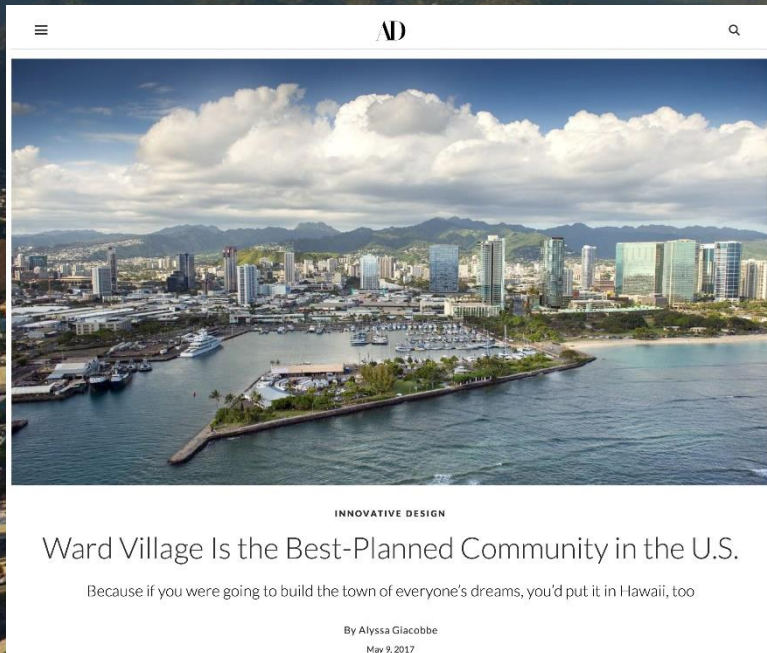 AD
INNOVATIVE DESIGN
Ward Village Is the Best-Planned Community in the U.S.
Because if you were going to build the town of everyone's dreams, you'd put it in Hawaii, too
By Alyssa Giacobbe
May 9, 2017